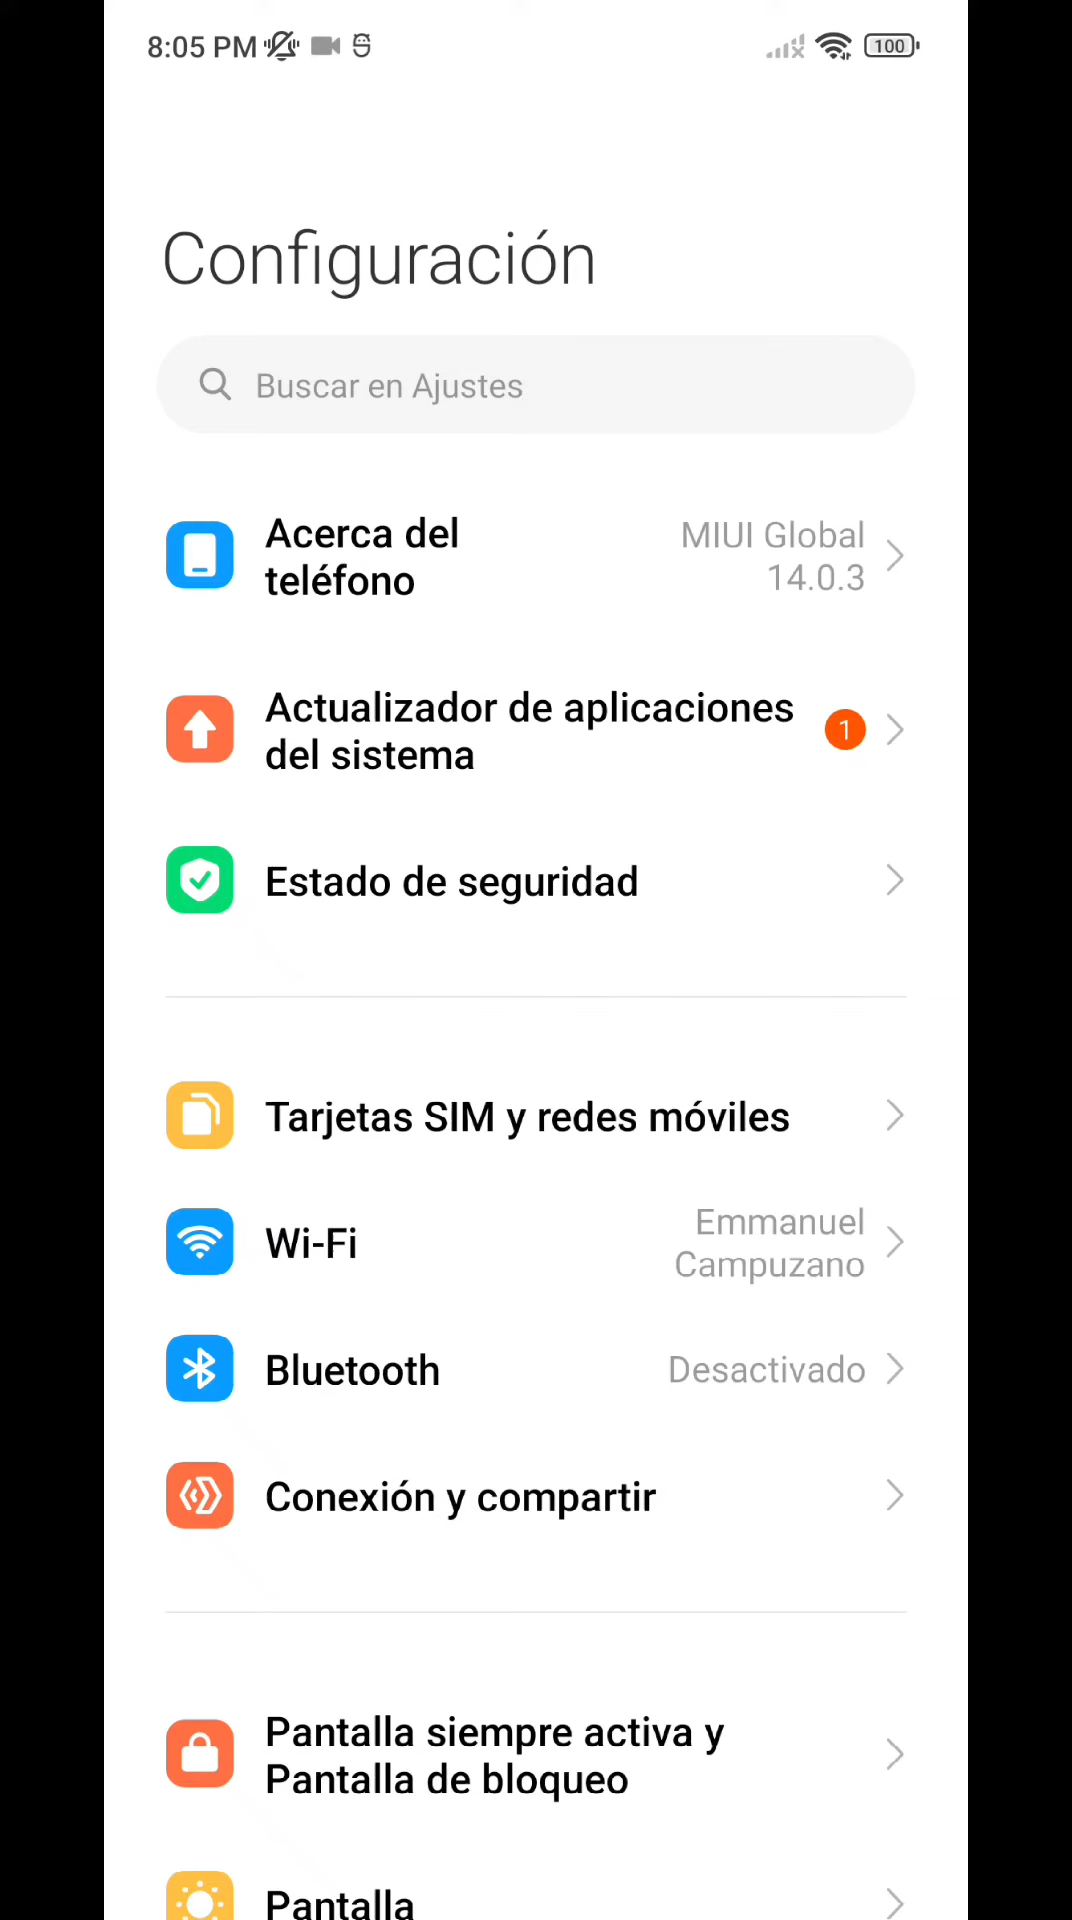 8:05 PM
100
Configuración
Buscar en Ajustes
Acerca del
teléfono
MIUI Global
14.0.3
Actualizador de aplicaciones
del sistema
1
Estado de seguridad
Tarjetas SIM y redes móviles
Wi-Fi
Emmanuel
Campuzano
Bluetooth
Desactivado
Conexión y compartir
Pantalla siempre activa y
Pantalla de bloqueo
Pantalla